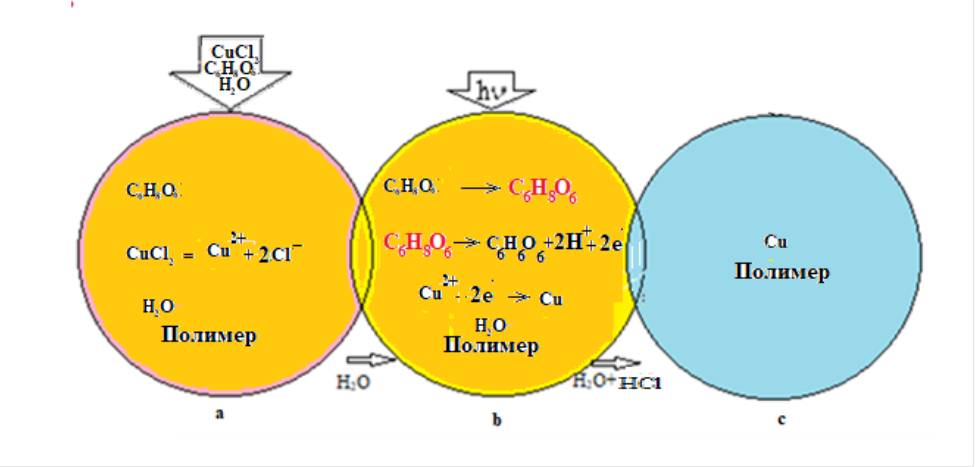 CuCl₂
C₆H₈O₆
H₂O
hν
C₆H₈O₆
CuCl₂ = Cu²⁺ + 2Cl⁻
H₂O
Полимер
C₆H₈O₆ → C₆H₈O₆
C₆H₈O₆ → C₆H₆O₆ +2H⁺+ 2e⁻
Cu²⁺ 2e⁻ → Cu
H₂O
Полимер
Cu
Полимер
H₂O
H₂O+ HCl
a
b
c